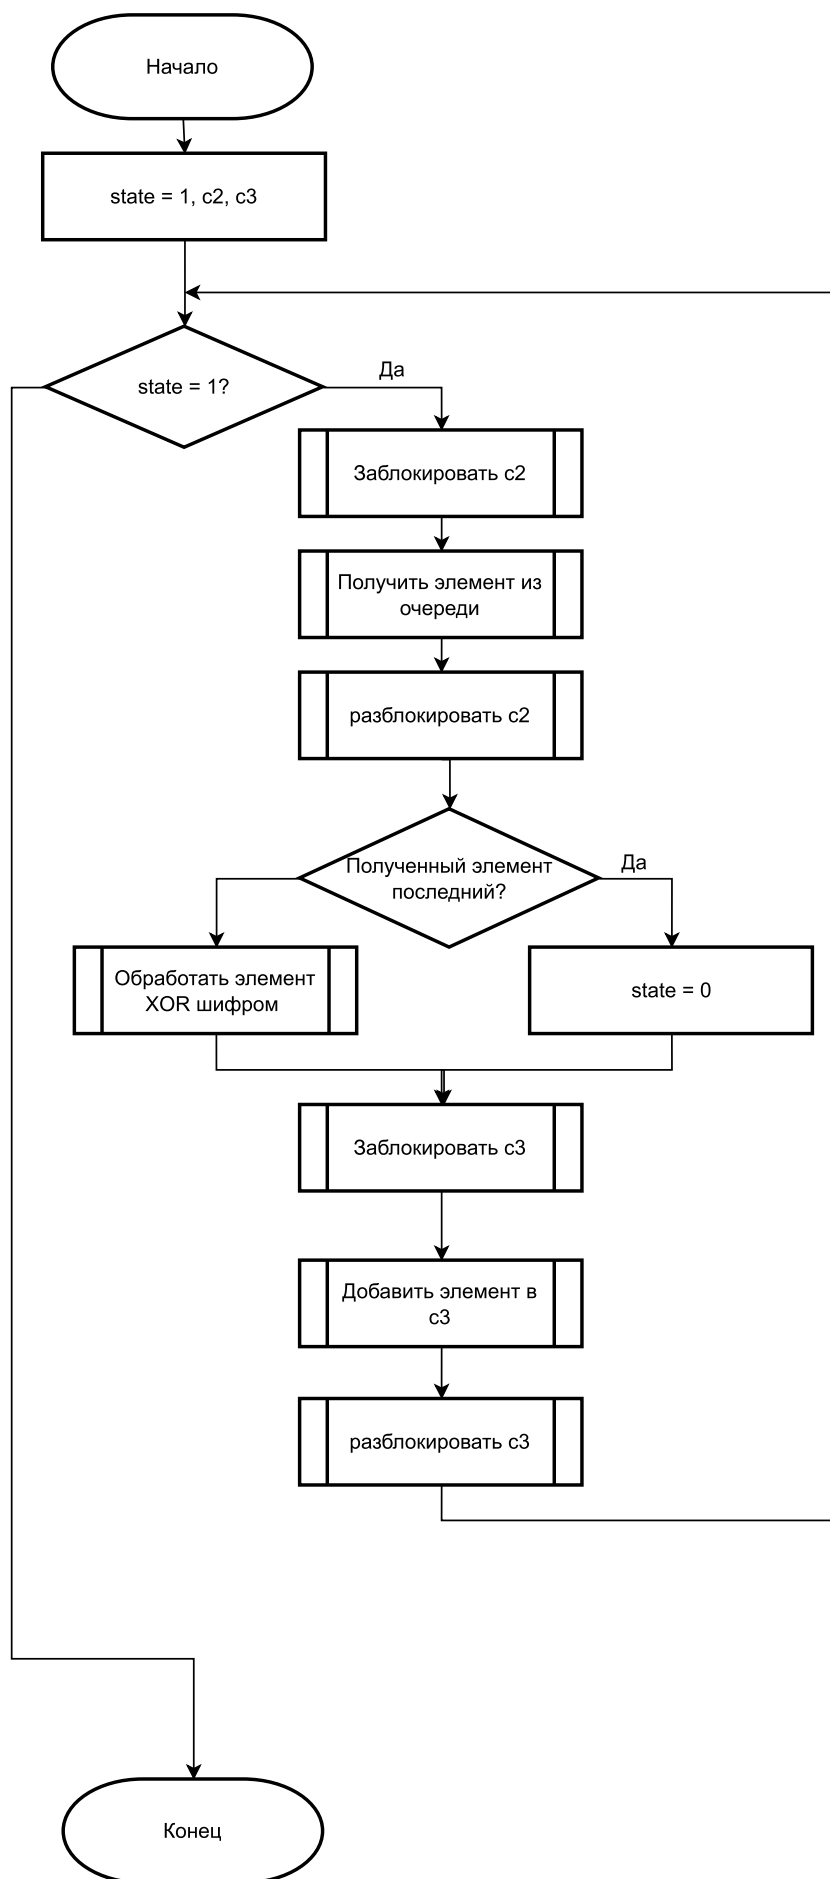 Начало
state = 1, c2, c3
state = 1?
Да
Заблокировать c2
Получить элемент из
очереди
разблокировать c2
Полученный элемент
последний?
Да
Обработать элемент
XOR шифром
state = 0
Заблокировать c3
Добавить элемент в
c3
разблокировать c3
Конец